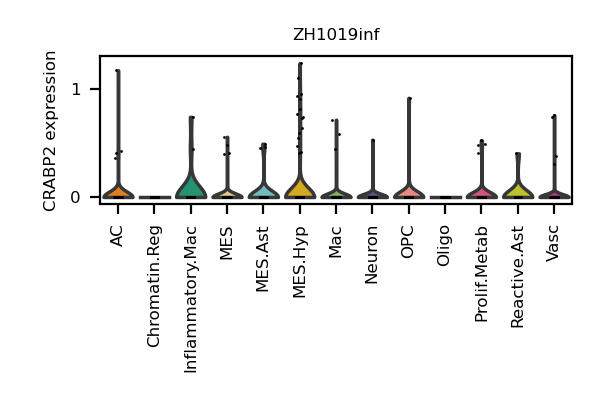 ZH1019inf
CRABP2 expression
1
0
AC
Chromatin.Reg
Inflammatory.Mac
MES
MES.Ast
MES.Hyp
Mac
Neuron
OPC
Oligo
Prolif.Metab
Reactive.Ast
Vasc